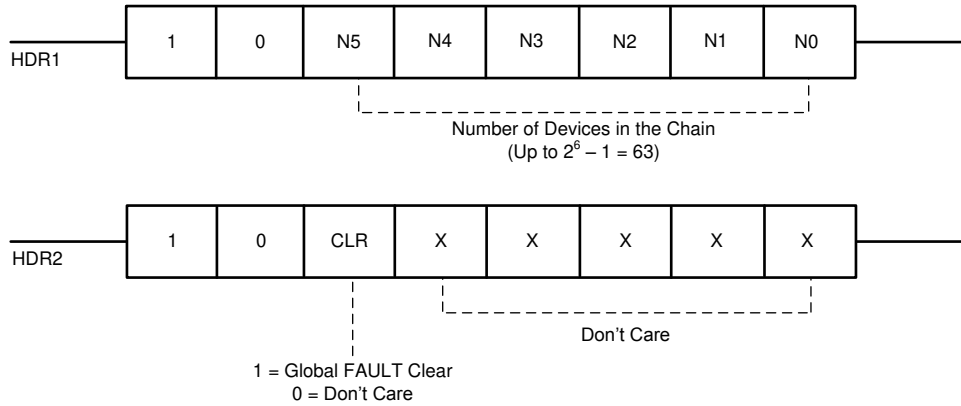 1 0 N5 N4 N3 N2 N1 N0
HDR1
Number of Devices in the Chain
(Up to 2⁶ – 1 = 63)
1 0 CLR X X X X X
HDR2
Don't Care
1 = Global FAULT Clear
0 = Don't Care